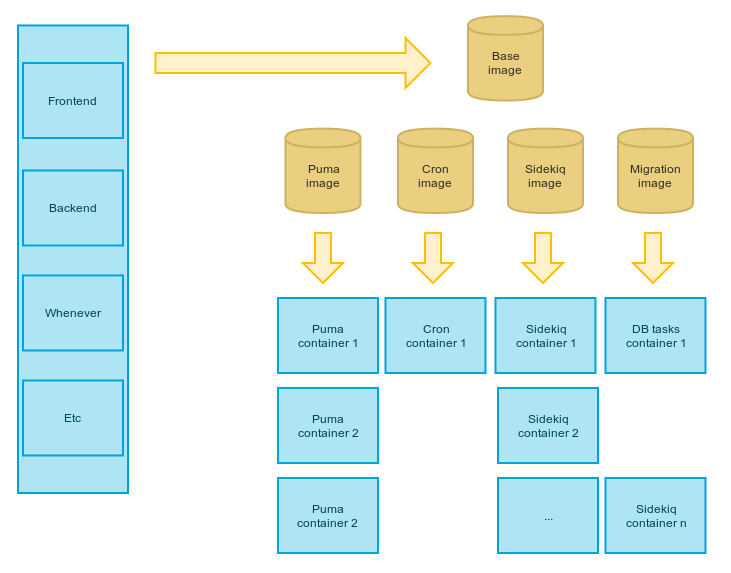 Base
image
Frontend
Puma
image
Cron
image
Sidekiq
image
Migration
image
Backend
Whenever
Puma
container 1
Cron
container 1
Sidekiq
container 1
DB tasks
container 1
Etc
Puma
container 2
Sidekiq
container 2
Puma
container 2
...
Sidekiq
container n